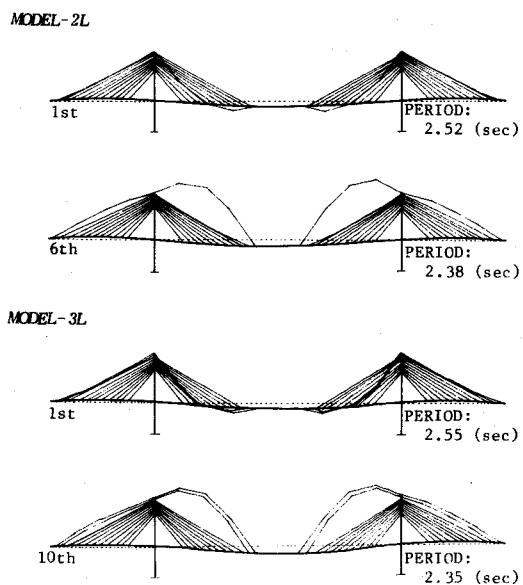 MODEL-2L
1st
PERIOD:
2.52 (sec)
6th
PERIOD:
2.38 (sec)
MODEL-3L
1st
PERIOD:
2.55 (sec)
10th
PERIOD:
2.35 (sec)